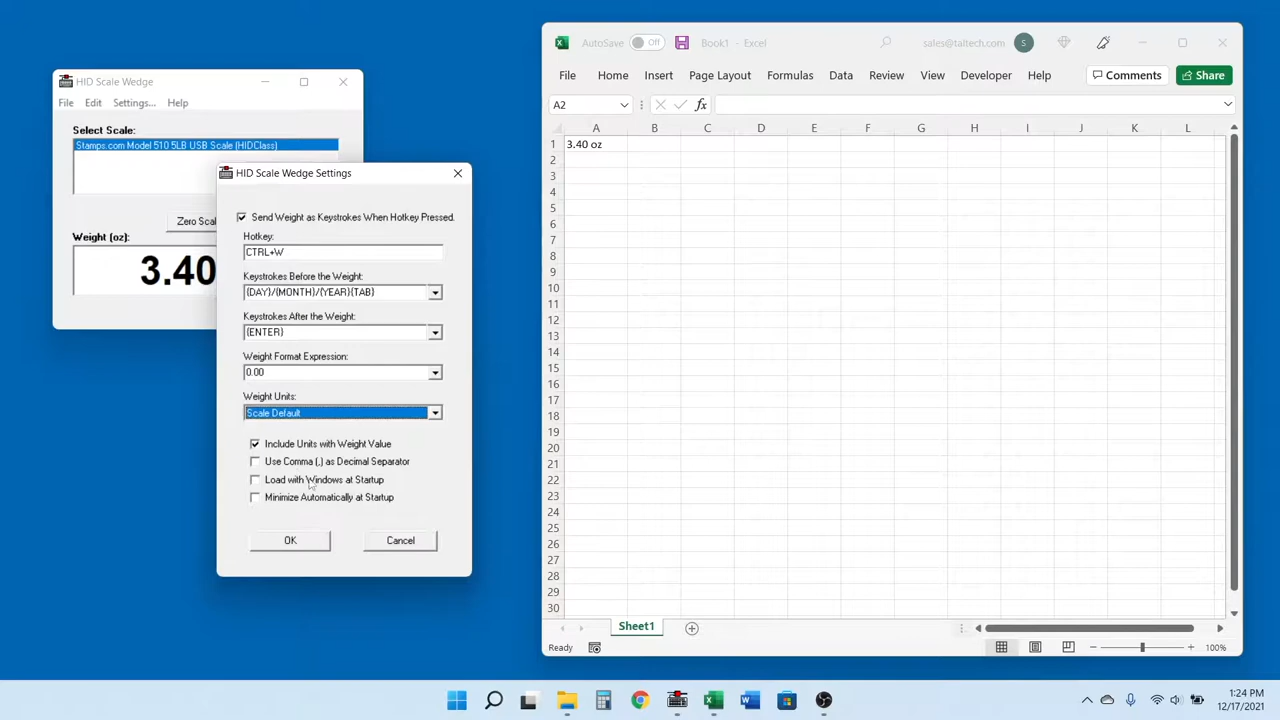 HID Scale Wedge
File Edit Settings... Help
Select Scale:
Stamps.com Model 510 5LB USB Scale (HIDClass)
Zero Scal
Weight (oz):
3.40
HID Scale Wedge Settings
Send Weight as Keystrokes When Hotkey Pressed.
Hotkey:
CTRL+W
Keystrokes Before the Weight:
{DAY}/{MONTH}/{YEAR}{TAB}
Keystrokes After the Weight:
{ENTER}
Weight Format Expression:
0.00
Weight Units:
Scale Default
Include Units with Weight Value
Use Comma (,) as Decimal Separator
Load with Windows at Startup
Minimize Automatically at Startup
OK Cancel
AutoSave Off Book1 - Excel sales@taltech.com S
File Home Insert Page Layout Formulas Data Review View Developer Help Comments Share
A2 fx
A B C D E F G H I J K L
1 3.40 oz
2
3
4
5
6
7
8
9
10
11
12
13
14
15
16
17
18
19
20
21
22
23
24
25
26
27
28
29
30
Sheet1
Ready 100%
1:24 PM
12/17/2021